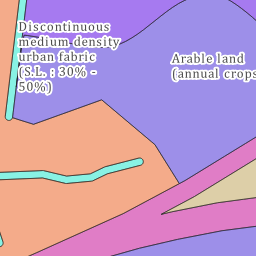 Discontinuous
medium density
urban fabric
(S.L. : 30% -
50%)
Arable land
(annual crops